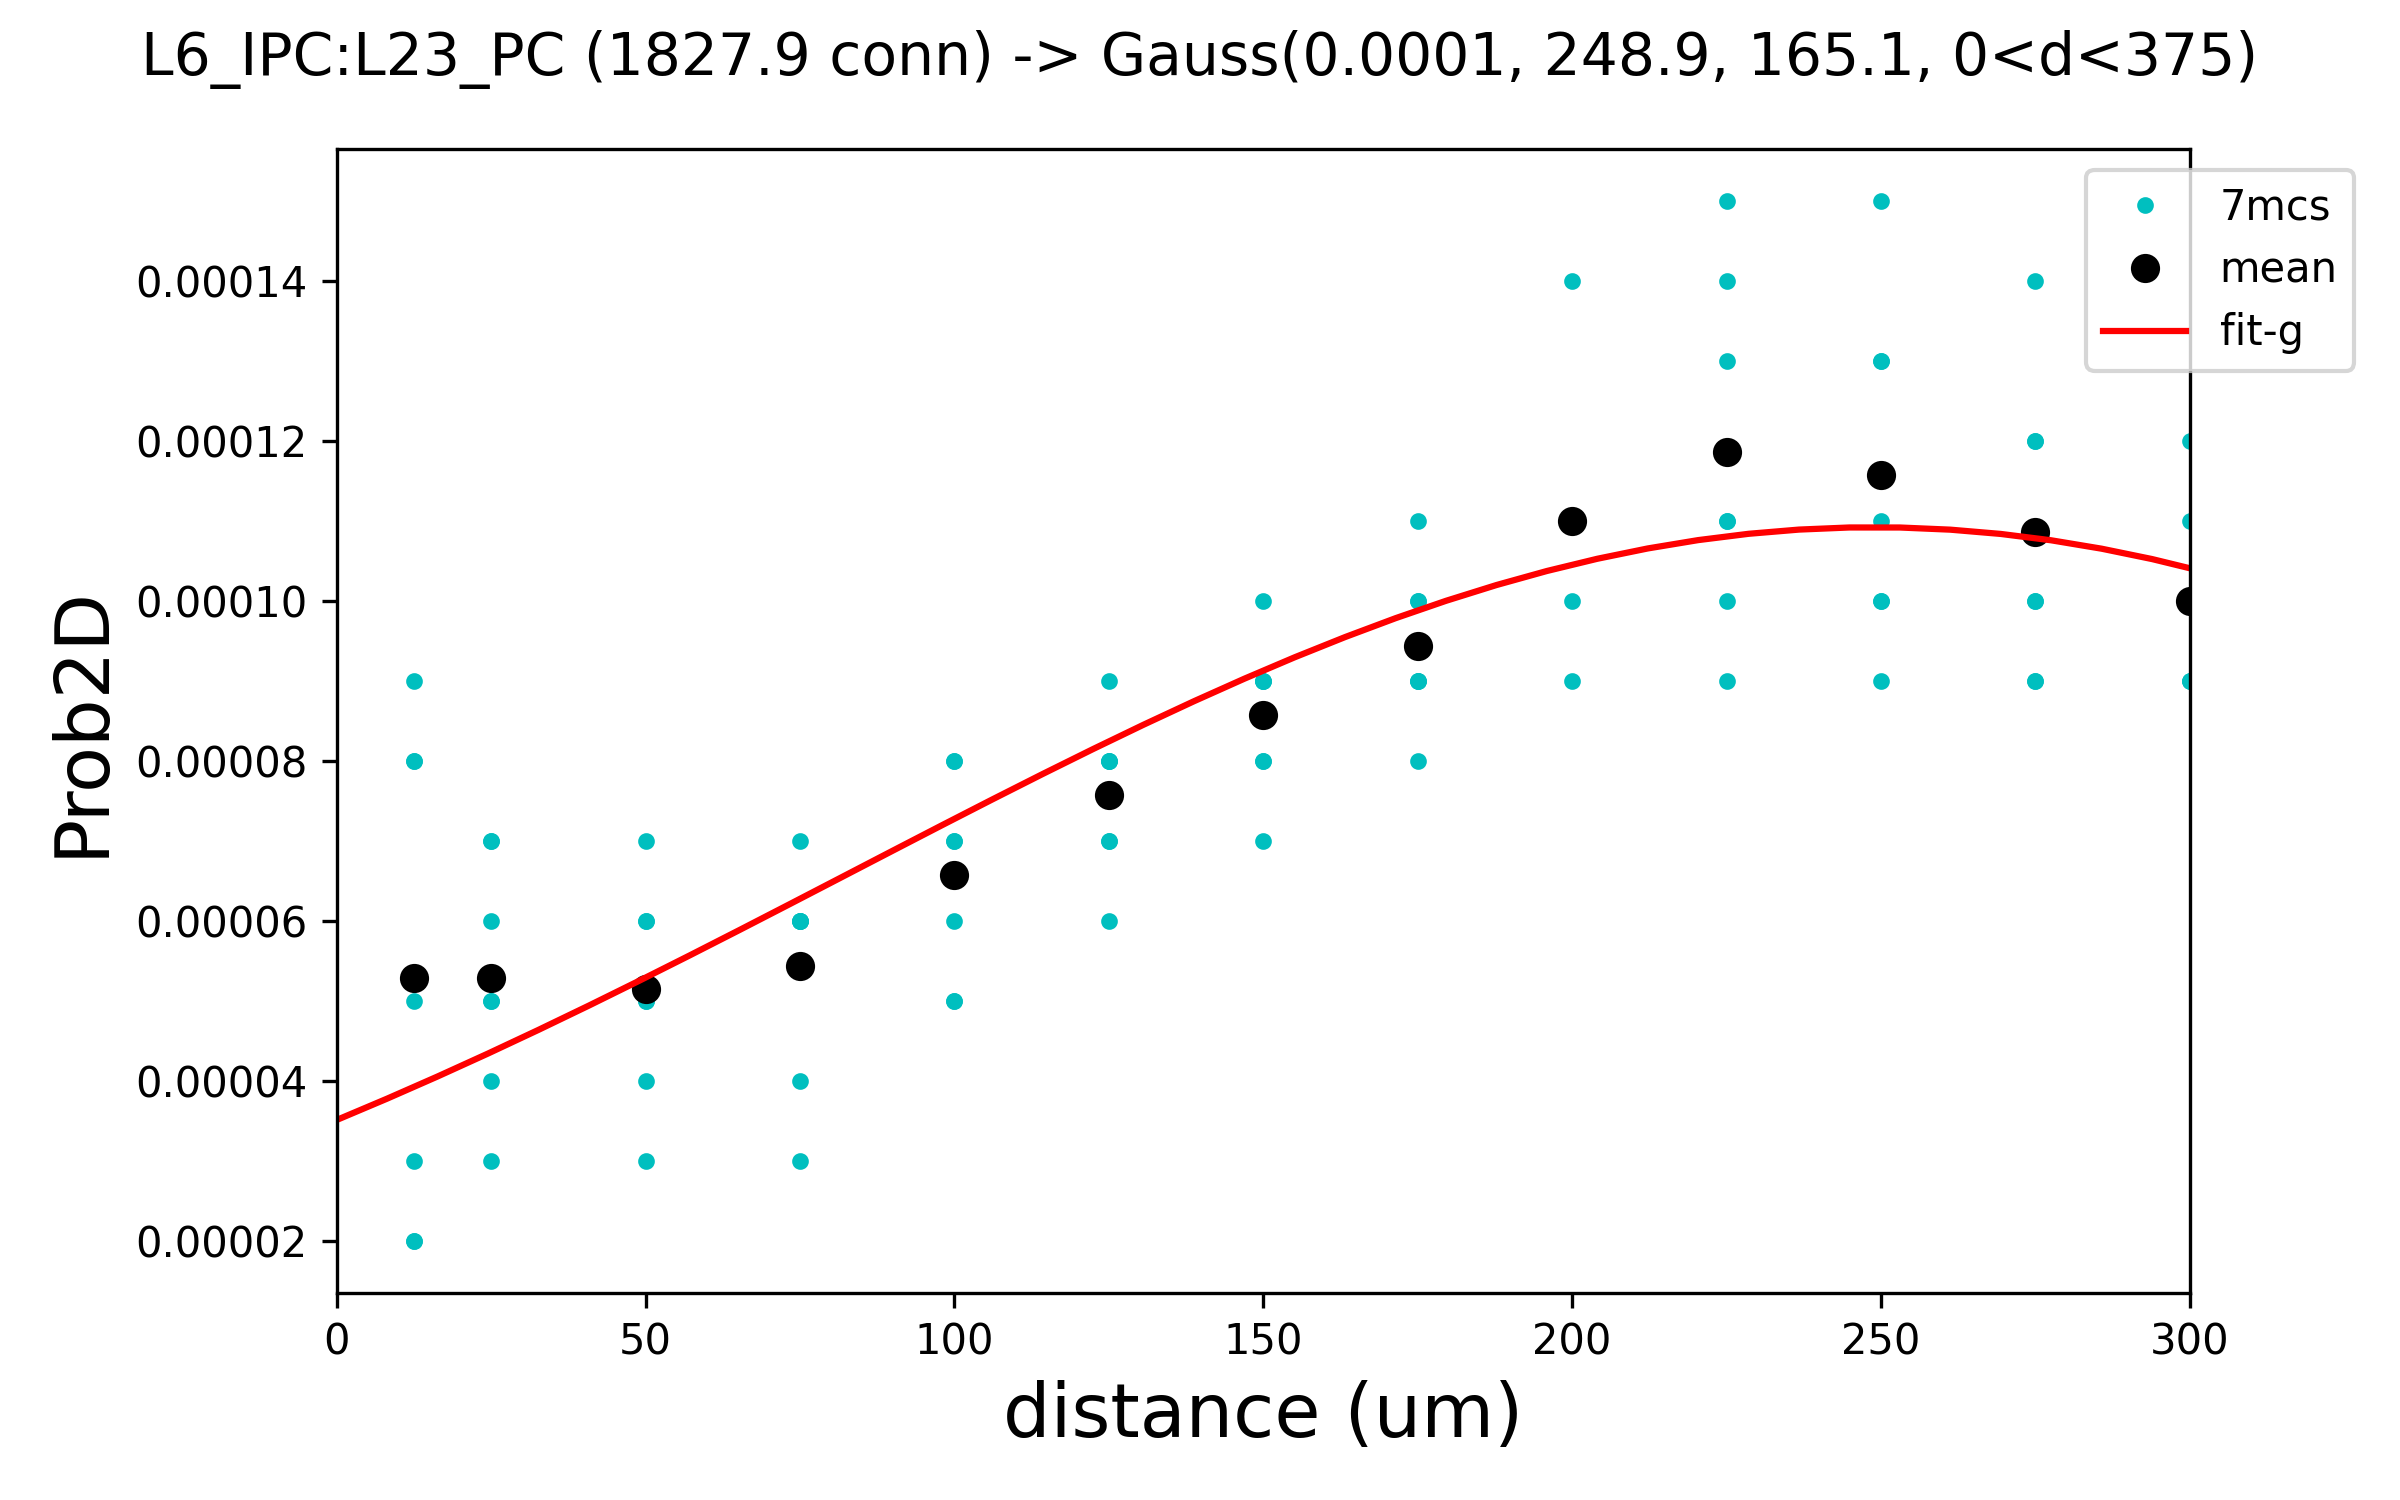 L6_IPC:L23_PC (1827.9 conn) -> Gauss(0.0001, 248.9, 165.1, 0<d<375)
7mcs
mean
fit-g
Prob2D
0.00014
0.00012
0.00010
0.00008
0.00006
0.00004
0.00002
0 50 100 150 200 250 300
distance (um)